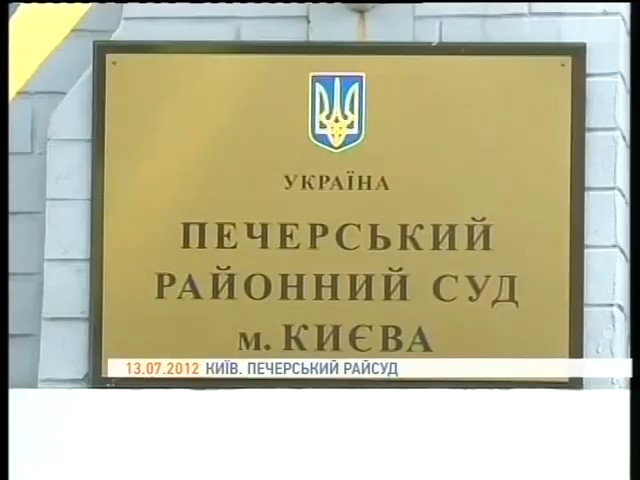 УКРАЇНА
ПЕЧЕРСЬКИЙ
РАЙОННИЙ СУД
м. КИЄВА
13.07.2012 КИЇВ. ПЕЧЕРСЬКИЙ РАЙСУД